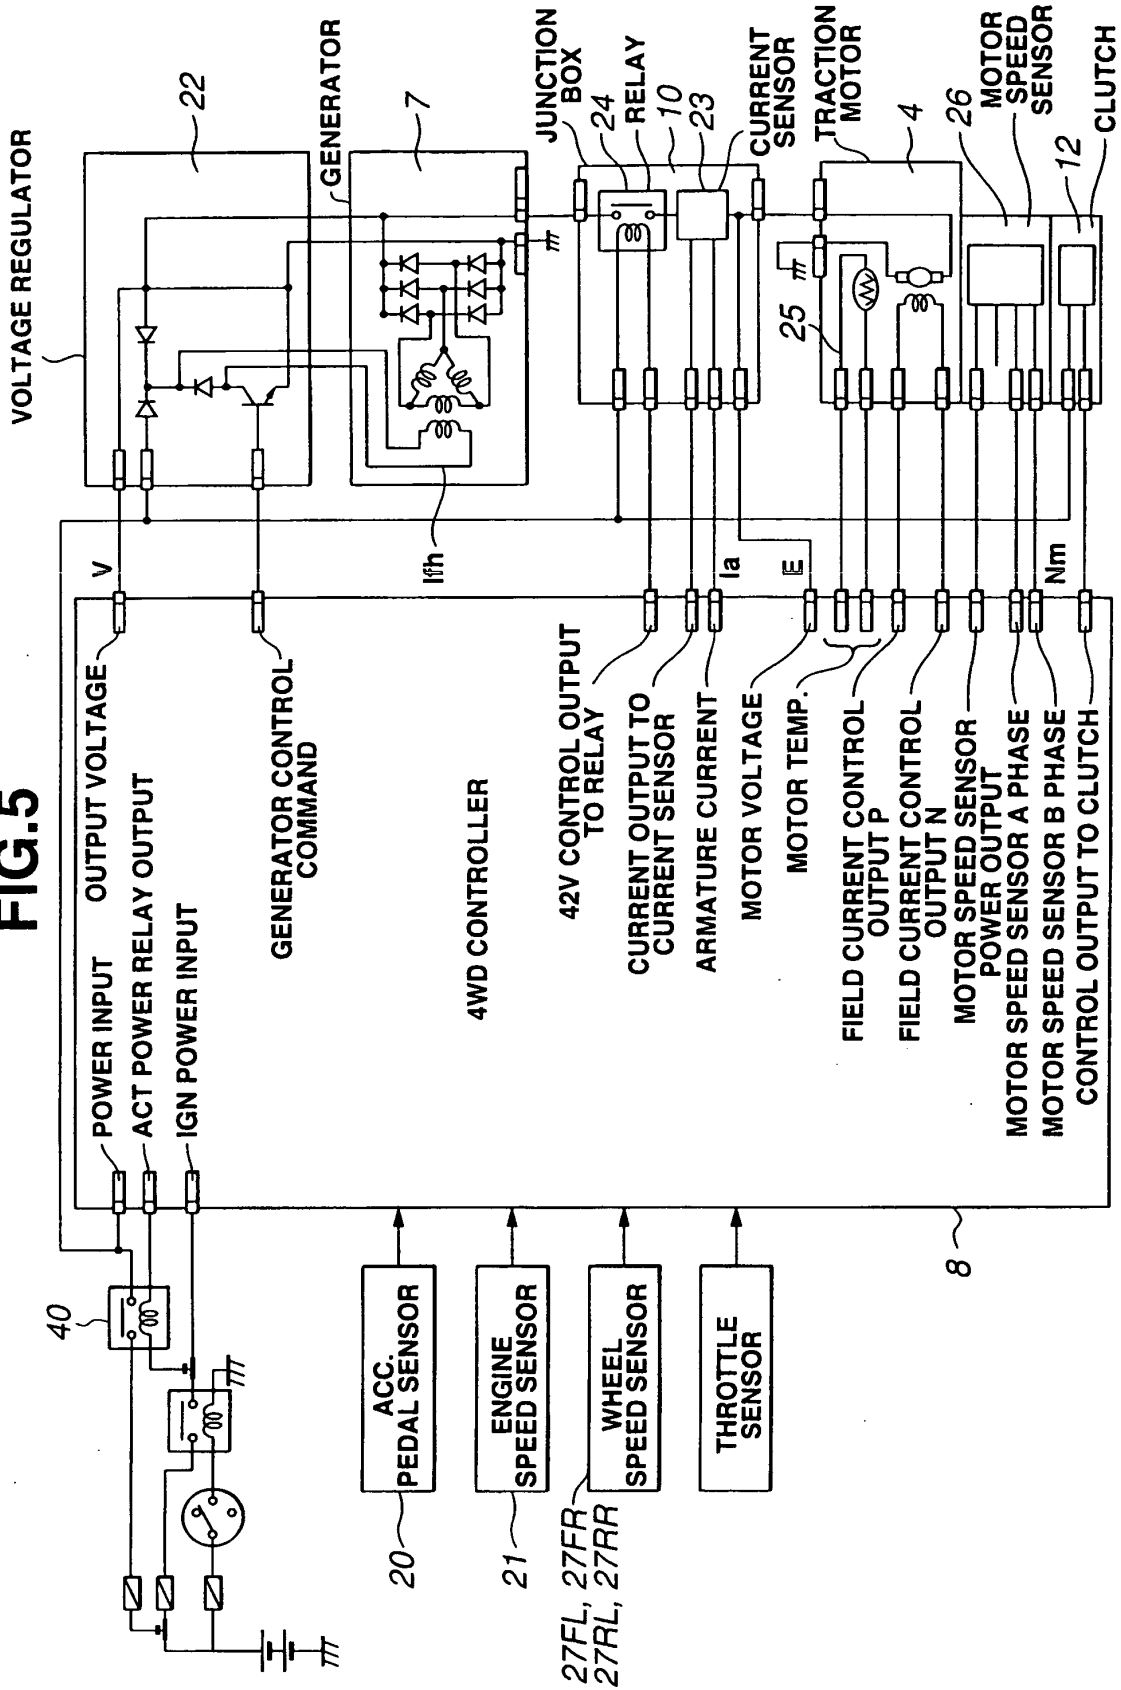 FIG.5
VOLTAGE REGULATOR
22
GENERATOR
7
JUNCTION
BOX
24
RELAY
10
23
CURRENT
SENSOR
TRACTION
MOTOR
4
26
MOTOR
SPEED
SENSOR
12
CLUTCH
25
V
Ifh
Ia
E
Nm
POWER INPUT
ACT POWER RELAY OUTPUT
IGN POWER INPUT
OUTPUT VOLTAGE
GENERATOR CONTROL
COMMAND
4WD CONTROLLER
42V CONTROL OUTPUT
TO RELAY
CURRENT OUTPUT TO
CURRENT SENSOR
ARMATURE CURRENT
MOTOR VOLTAGE
MOTOR TEMP.
FIELD CURRENT CONTROL
OUTPUT P
FIELD CURRENT CONTROL
OUTPUT N
MOTOR SPEED SENSOR
POWER OUTPUT
MOTOR SPEED SENSOR A PHASE
MOTOR SPEED SENSOR B PHASE
CONTROL OUTPUT TO CLUTCH
8
40
ACC.
PEDAL SENSOR
20
ENGINE
SPEED SENSOR
21
WHEEL
SPEED SENSOR
27FL, 27FR
27RL, 27RR
THROTTLE
SENSOR